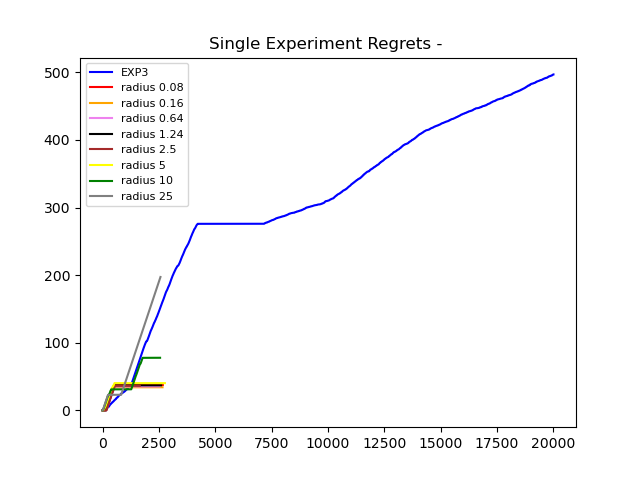 Single Experiment Regrets -
500
400
300
200
100
0
EXP3
radius 0.08
radius 0.16
radius 0.64
radius 1.24
radius 2.5
radius 5
radius 10
radius 25
0 2500 5000 7500 10000 12500 15000 17500 20000